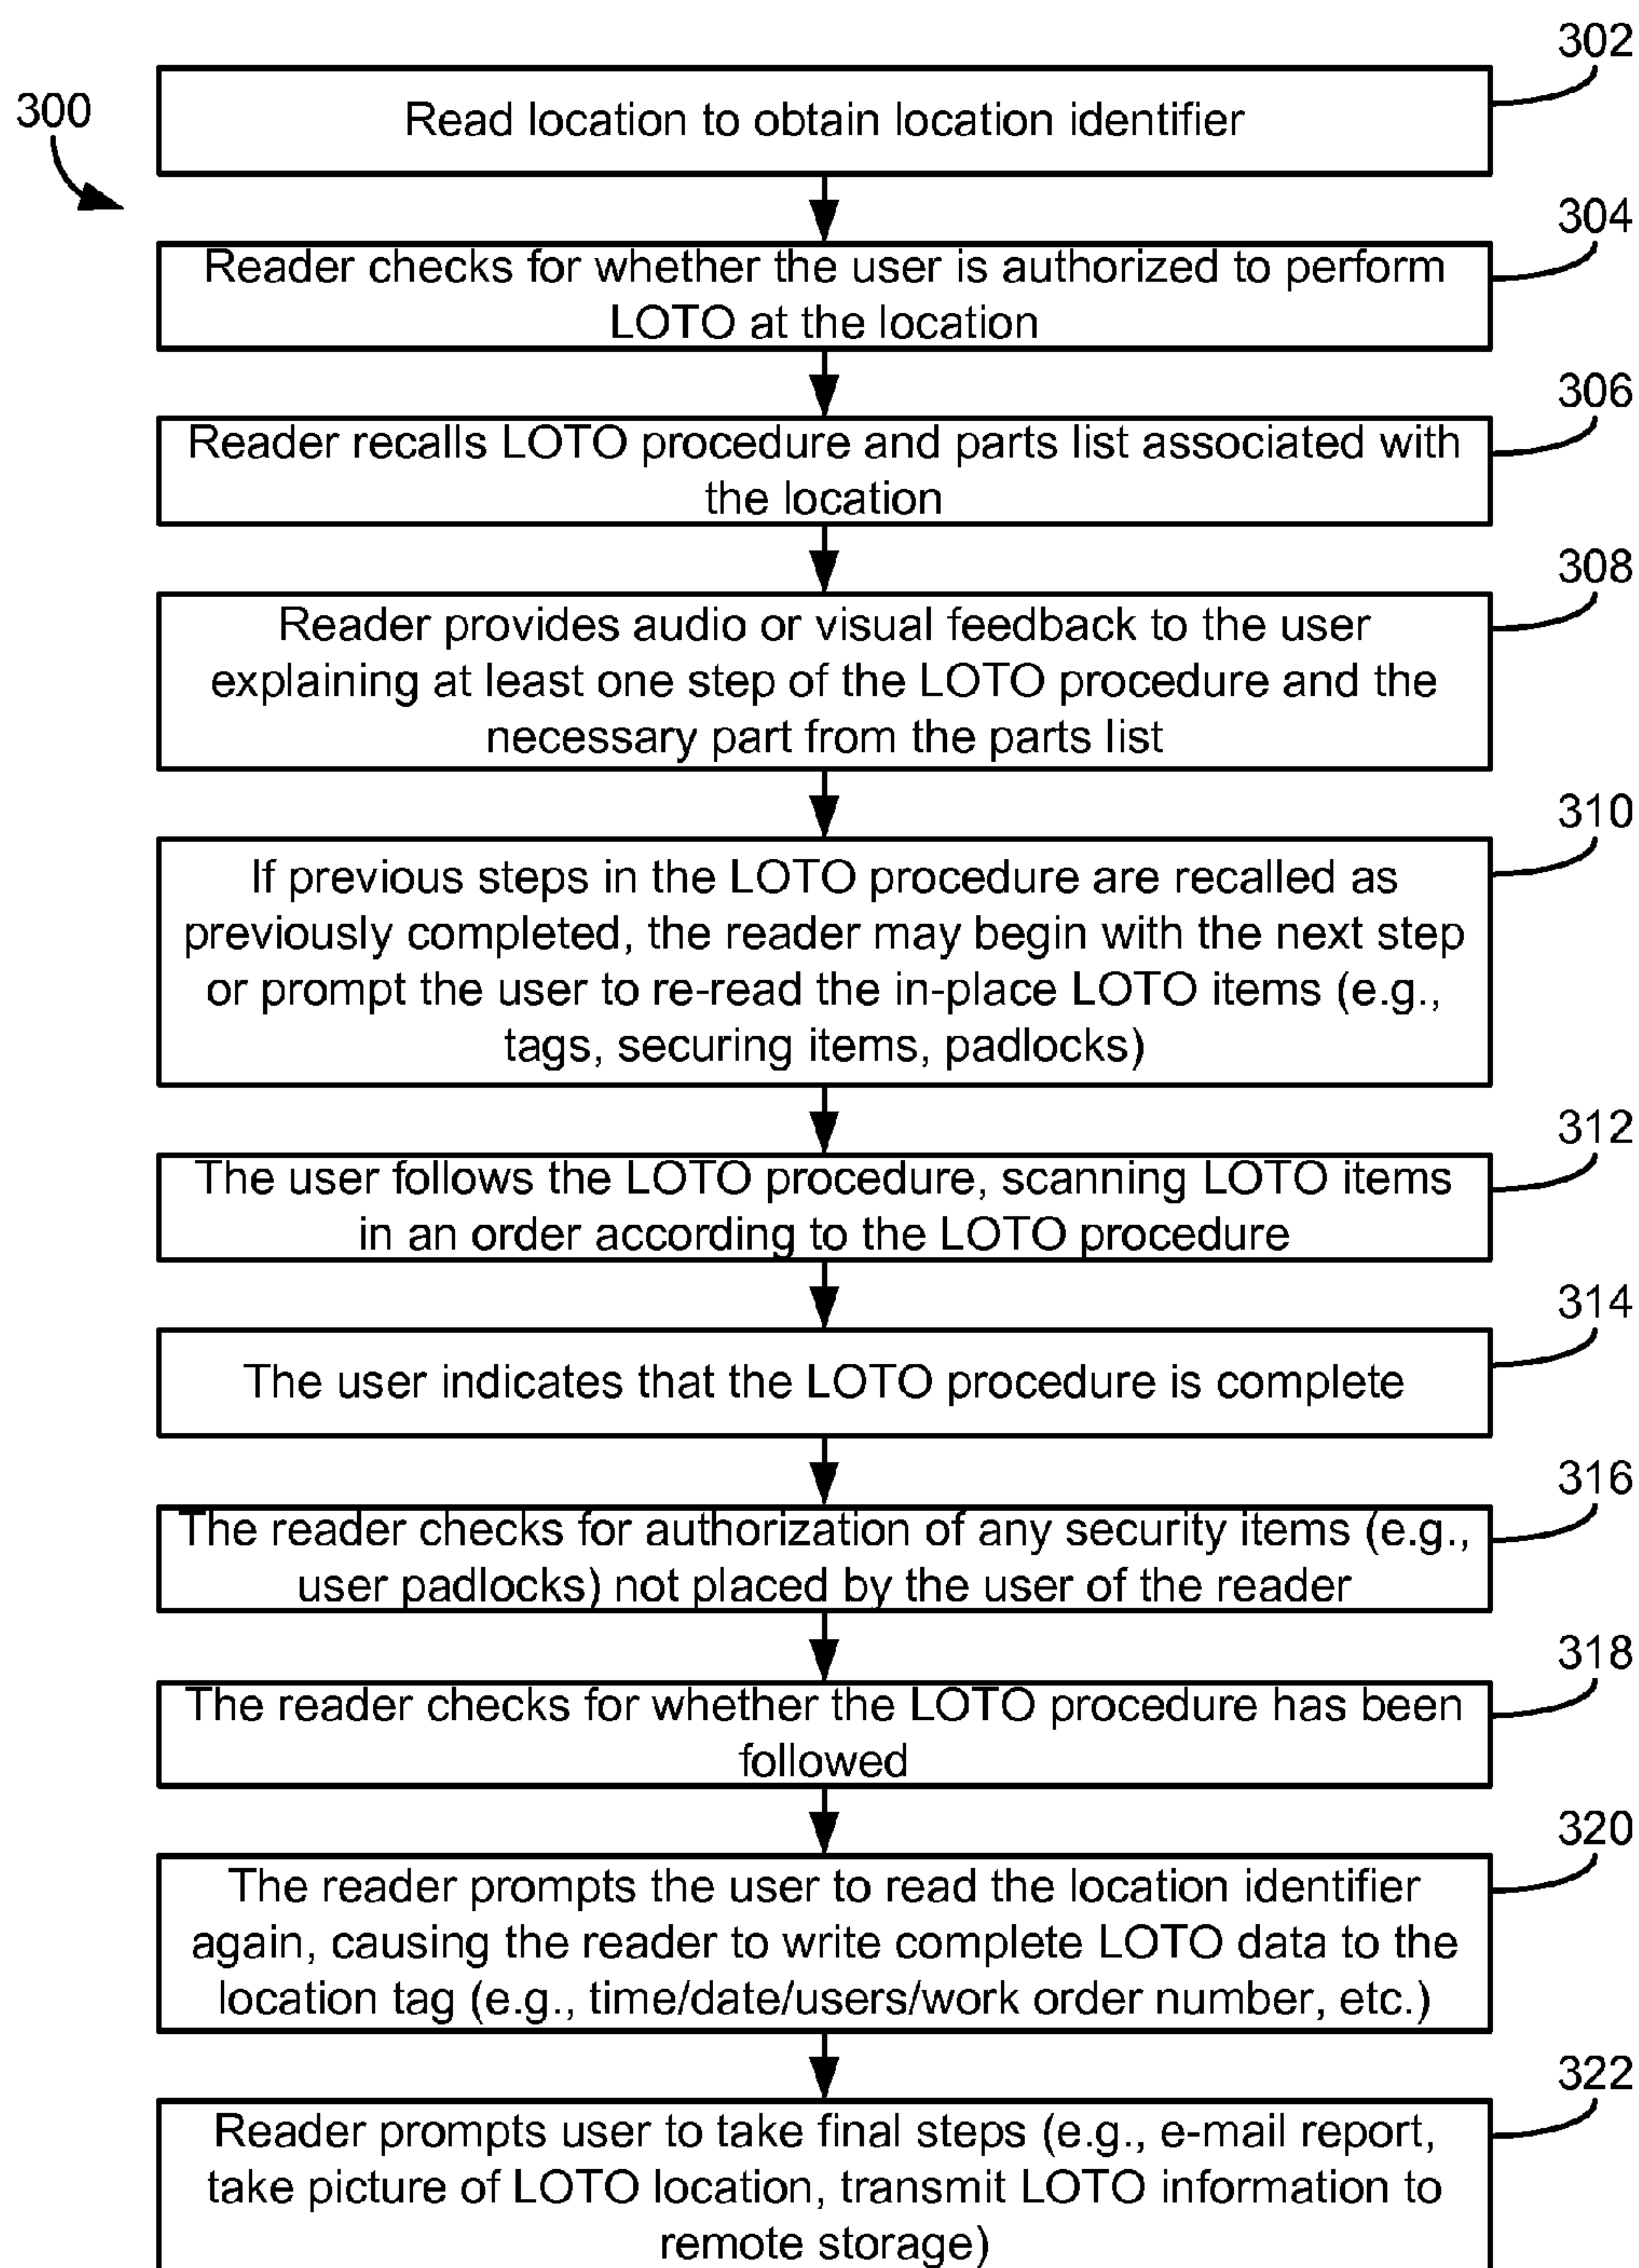 302
Read location to obtain location identifier
300
304
Reader checks for whether the user is authorized to perform
LOTO at the location
306
Reader recalls LOTO procedure and parts list associated with
the location
308
Reader provides audio or visual feedback to the user
explaining at least one step of the LOTO procedure and the
necessary part from the parts list
310
If previous steps in the LOTO procedure are recalled as
previously completed, the reader may begin with the next step
or prompt the user to re-read the in-place LOTO items (e.g.,
tags, securing items, padlocks)
312
The user follows the LOTO procedure, scanning LOTO items
in an order according to the LOTO procedure
314
The user indicates that the LOTO procedure is complete
316
The reader checks for authorization of any security items (e.g.,
user padlocks) not placed by the user of the reader
318
The reader checks for whether the LOTO procedure has been
followed
320
The reader prompts the user to read the location identifier
again, causing the reader to write complete LOTO data to the
location tag (e.g., time/date/users/work order number, etc.)
322
Reader prompts user to take final steps (e.g., e-mail report,
take picture of LOTO location, transmit LOTO information to
remote storage)